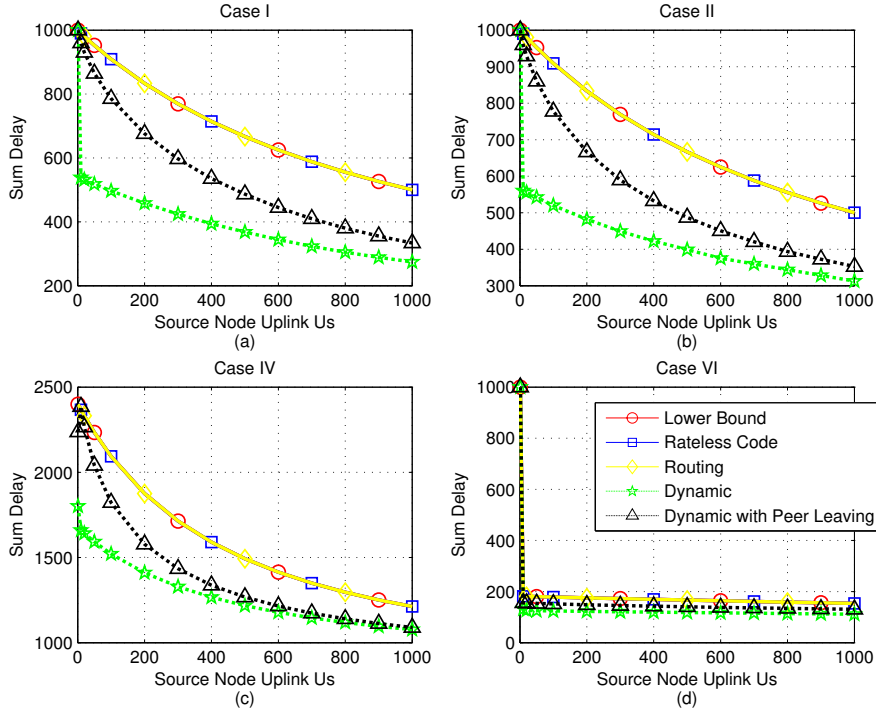 Case I
1000
800
600
400
200
Sum Delay
0
200
400
600
800
1000
Source Node Uplink Us
(a)
Case II
1000
900
800
700
600
500
400
300
Sum Delay
0
200
400
600
800
1000
Source Node Uplink Us
(b)
Case IV
2500
2000
1500
1000
Sum Delay
0
200
400
600
800
1000
Source Node Uplink Us
(c)
Case VI
1000
800
600
400
200
0
Sum Delay
Lower Bound
Rateless Code
Routing
Dynamic
Dynamic with Peer Leaving
0
200
400
600
800
1000
Source Node Uplink Us
(d)